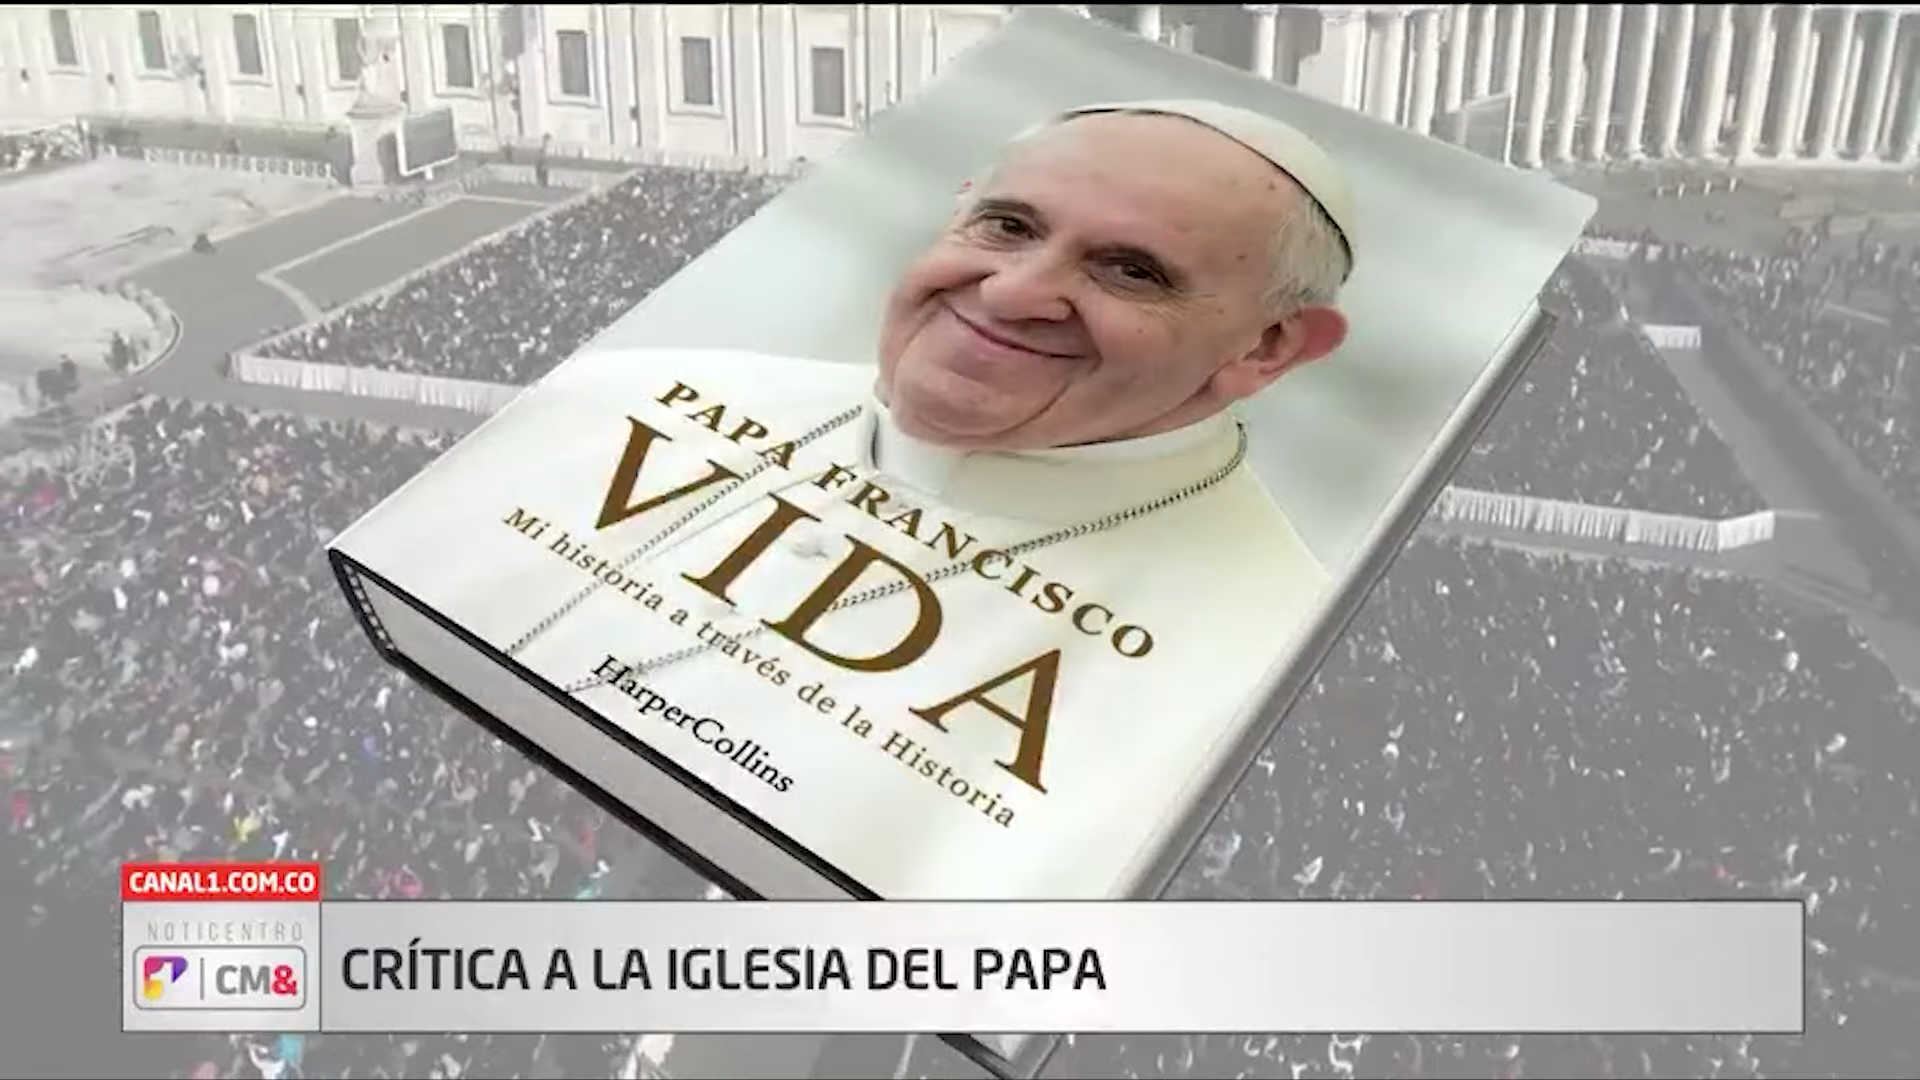 PAPA FRANCISCO
VIDA
Mi historia a través de la Historia
HarperCollins
CANAL1.COM.CO
NOTICENTRO
1 | CM&
CRÍTICA A LA IGLESIA DEL PAPA